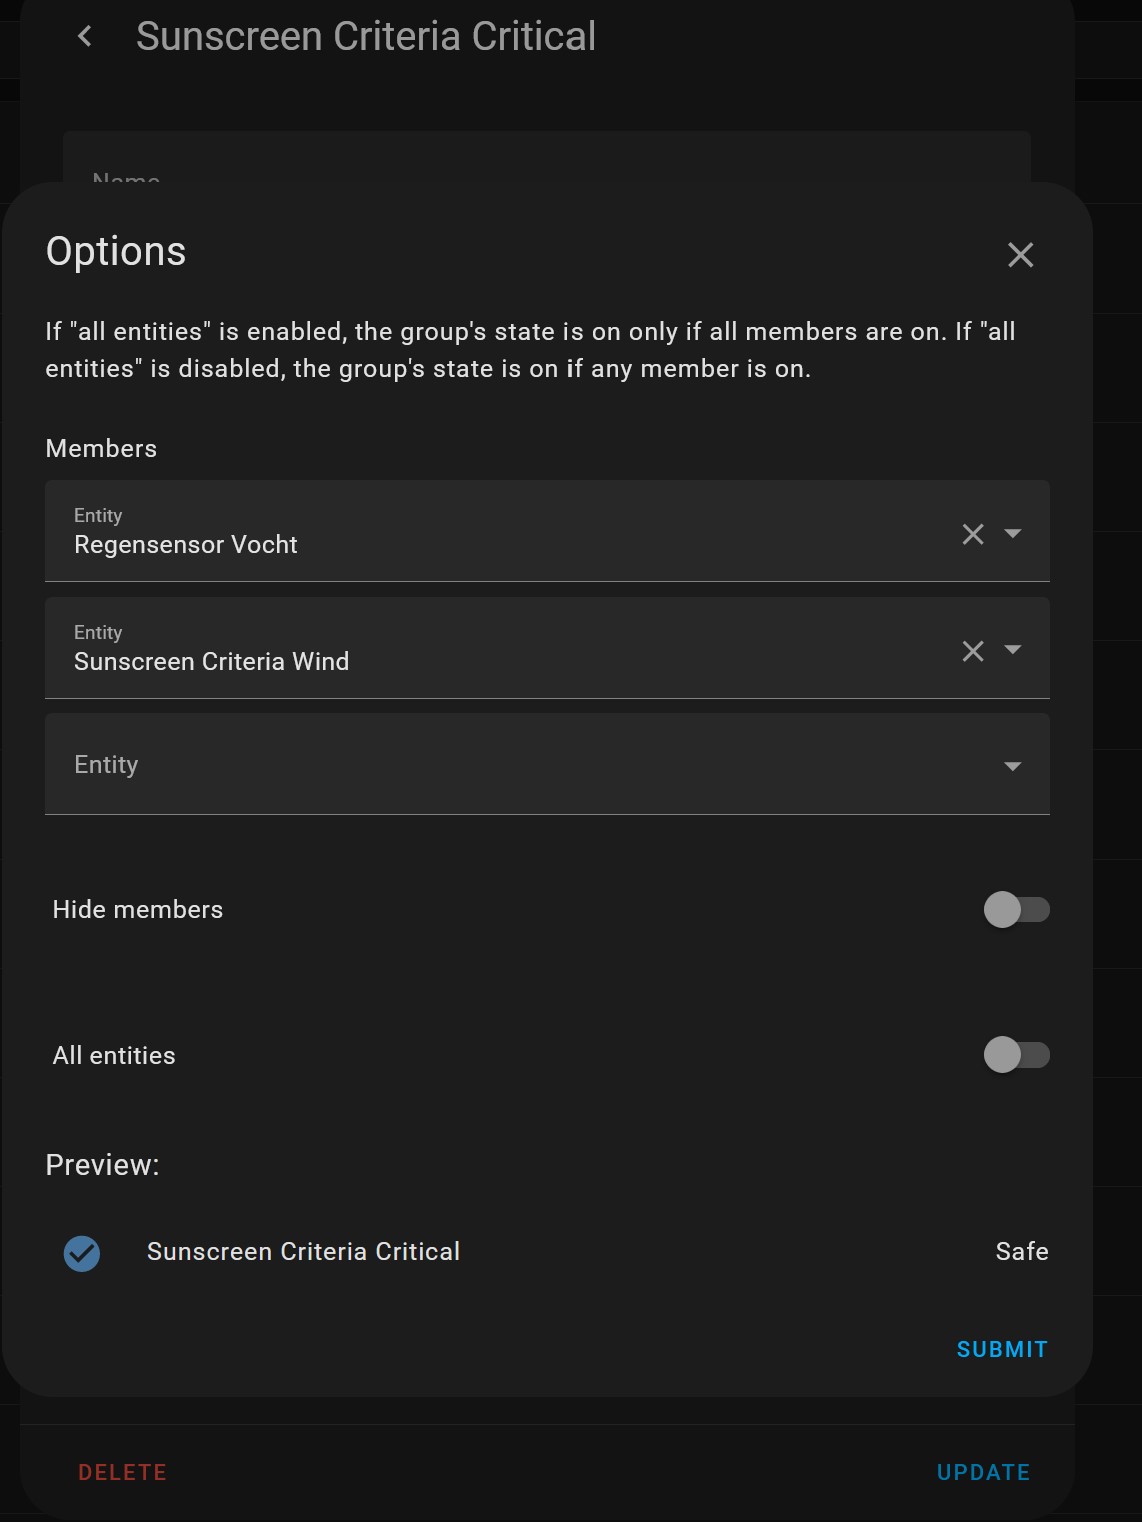 Sunscreen Criteria Critical
Name
Options
If "all entities" is enabled, the group's state is on only if all members are on. If "all
entities" is disabled, the group's state is on if any member is on.
Members
Entity
Regensensor Vocht
Entity
Sunscreen Criteria Wind
Entity
Hide members
All entities
Preview:
Sunscreen Criteria Critical
Safe
SUBMIT
DELETE
UPDATE